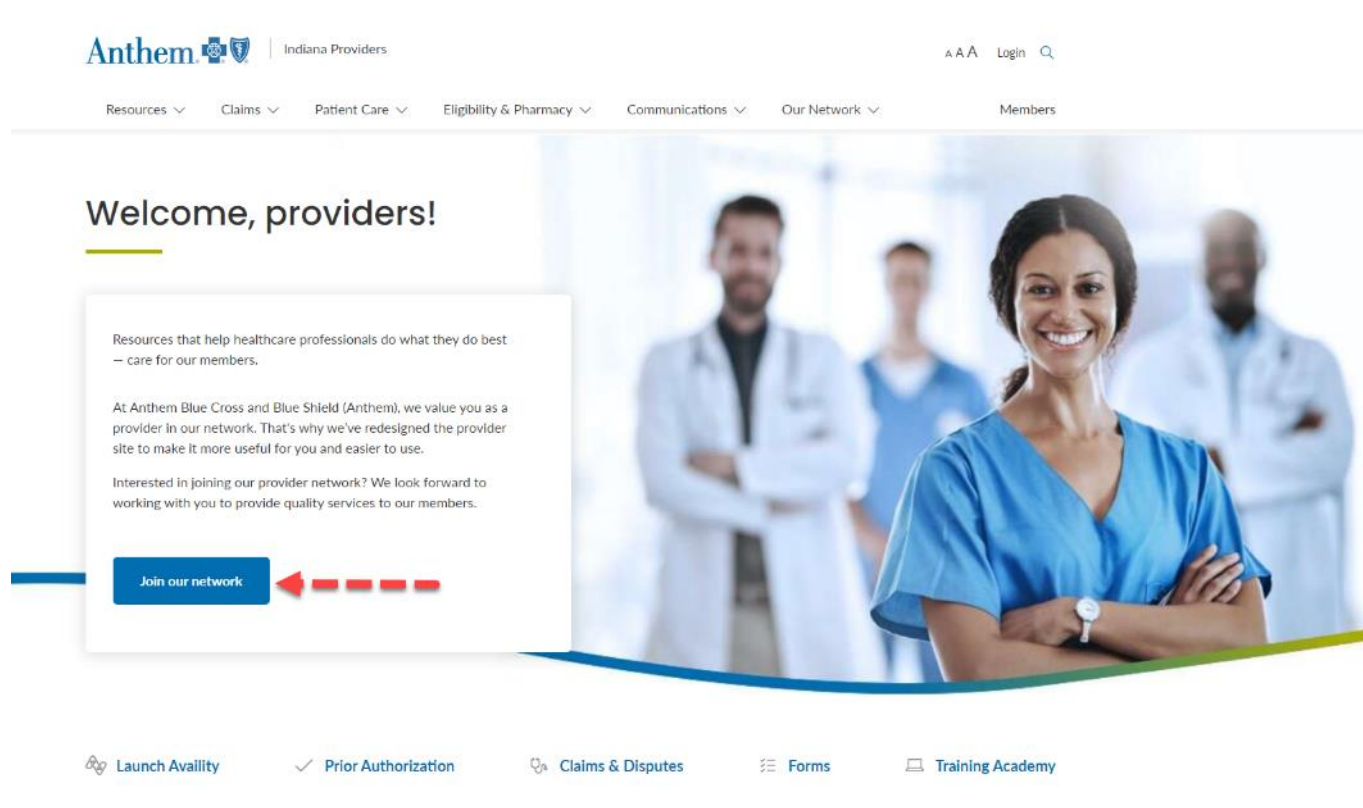 Anthem. Indiana Providers A A A Login
Resources Claims Patient Care Eligibility & Pharmacy Communications Our Network Members
Welcome, providers!
Resources that help healthcare professionals do what they do best
– care for our members.
At Anthem Blue Cross and Blue Shield (Anthem), we value you as a
provider in our network. That's why we've redesigned the provider
site to make it more useful for you and easier to use.
Interested in joining our provider network? We look forward to
working with you to provide quality services to our members.
Join our network
Launch Availity Prior Authorization Claims & Disputes Forms Training Academy